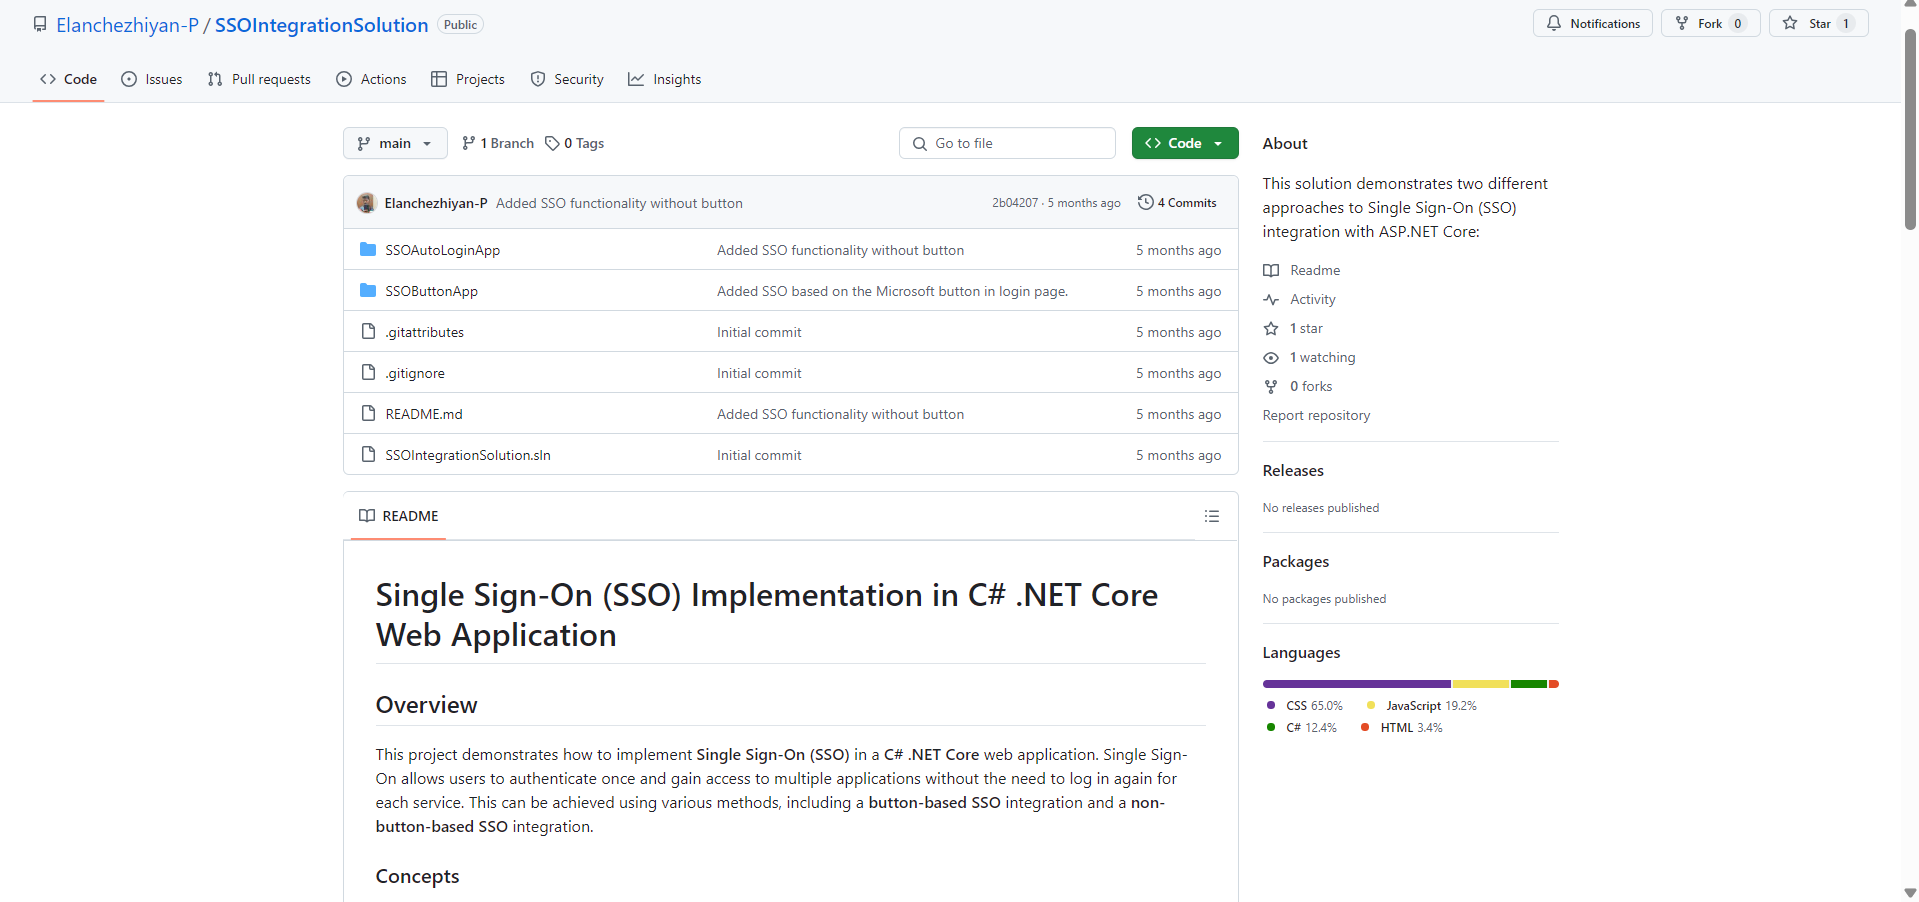 Elanchezhiyan-P / SSOIntegrationSolution Public
Notifications Fork 0 Star 1
Code Issues Pull requests Actions Projects Security Insights
main 1 Branch 0 Tags Go to file Code
Elanchezhiyan-P Added SSO functionality without button 2b04207 · 5 months ago 4 Commits
SSOAutoLoginApp Added SSO functionality without button 5 months ago
SSOButtonApp Added SSO based on the Microsoft button in login page. 5 months ago
.gitattributes Initial commit 5 months ago
.gitignore Initial commit 5 months ago
README.md Added SSO functionality without button 5 months ago
SSOIntegrationSolution.sln Initial commit 5 months ago
README
Single Sign-On (SSO) Implementation in C# .NET Core
Web Application
Overview
This project demonstrates how to implement Single Sign-On (SSO) in a C# .NET Core web application. Single Sign-
On allows users to authenticate once and gain access to multiple applications without the need to log in again for
each service. This can be achieved using various methods, including a button-based SSO integration and a non-
button-based SSO integration.
Concepts
About
This solution demonstrates two different
approaches to Single Sign-On (SSO)
integration with ASP.NET Core:
Readme
Activity
1 star
1 watching
0 forks
Report repository
Releases
No releases published
Packages
No packages published
Languages
CSS 65.0% JavaScript 19.2%
C# 12.4% HTML 3.4%